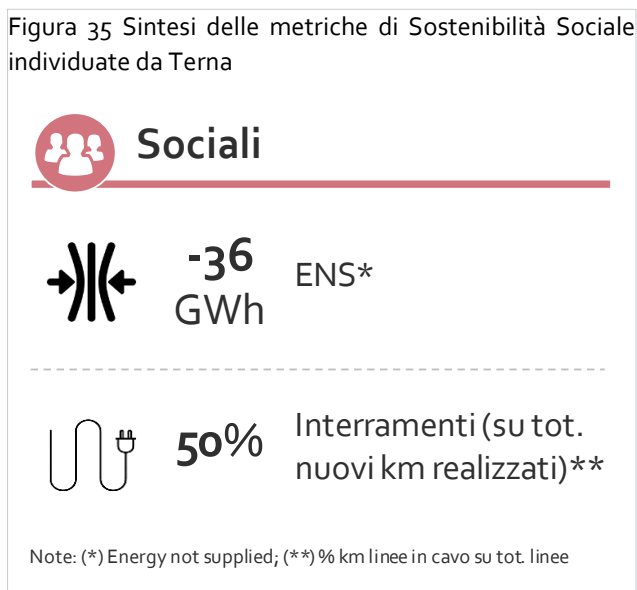 Figura 35 Sintesi delle metriche di Sostenibilità Sociale
individuate da Terna
Sociali
-36
GWh
ENS*
50%
Interramenti (su tot.
nuovi km realizzati)**
Note: (*) Energy not supplied; (**) % km linee in cavo su tot. linee